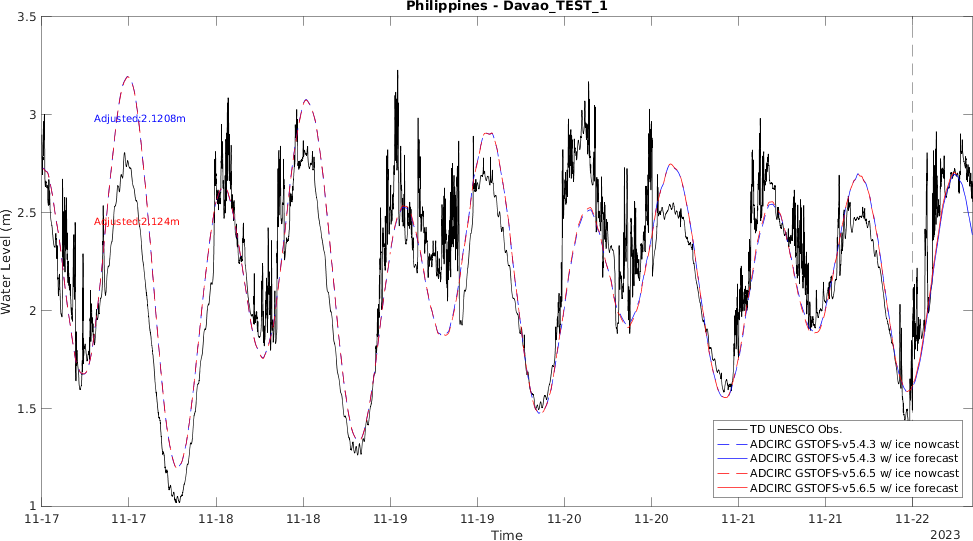 Philippines - Davao_TEST_1
3.5
3
2.5
2
1.5
1
Water Level (m)
Adjusted:2.1208m
Adjusted:2.124m
TD UNESCO Obs.
ADCIRC GSTOFS-v5.4.3 w/ ice nowcast
ADCIRC GSTOFS-v5.4.3 w/ ice forecast
ADCIRC GSTOFS-v5.6.5 w/ ice nowcast
ADCIRC GSTOFS-v5.6.5 w/ ice forecast
11-17 11-17 11-18 11-18 11-19 11-19 11-20 11-20 11-21 11-21 11-22
Time
2023